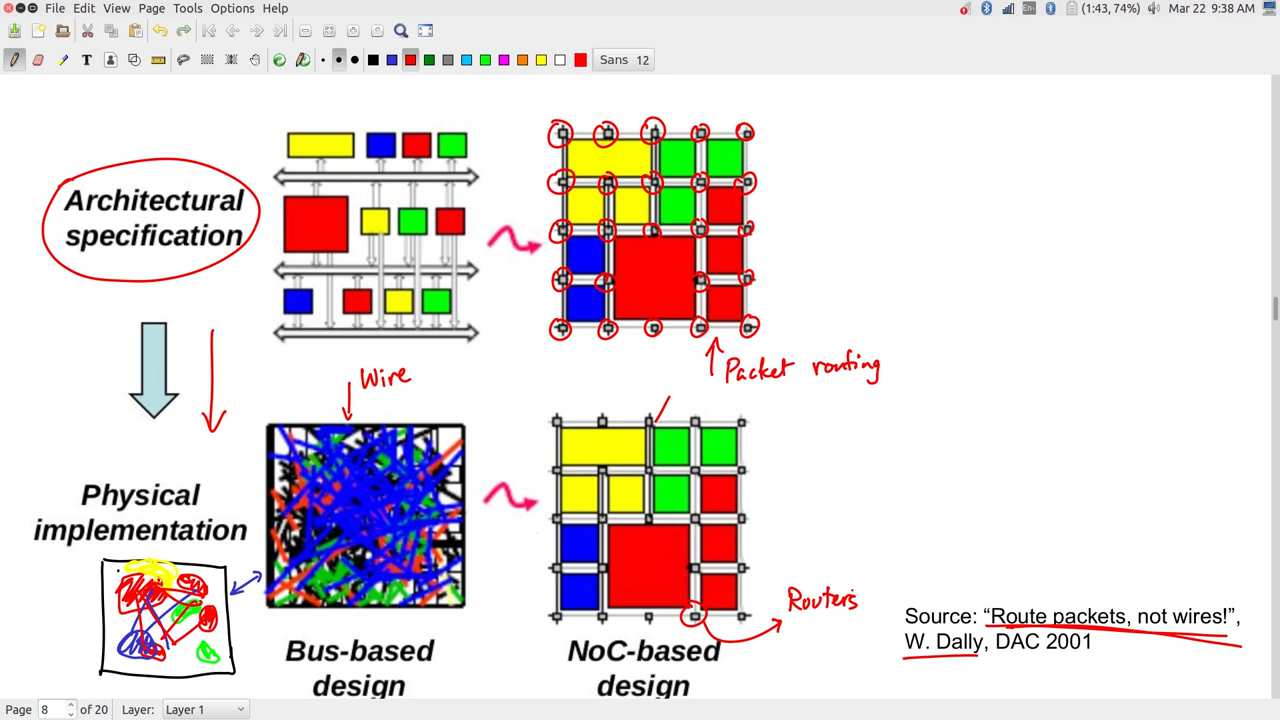 File Edit View Page Tools Options Help
(1:43, 74%) Mar 22 9:38 AM
En
T
Sans 12
Architectural
specification
Wire
Packet routing
Physical
implementation
Routers
Bus-based
design
NoC-based
design
Source: “Route packets, not wires!”,
W. Dally, DAC 2001
Page 8 of 20 Layer: Layer 1